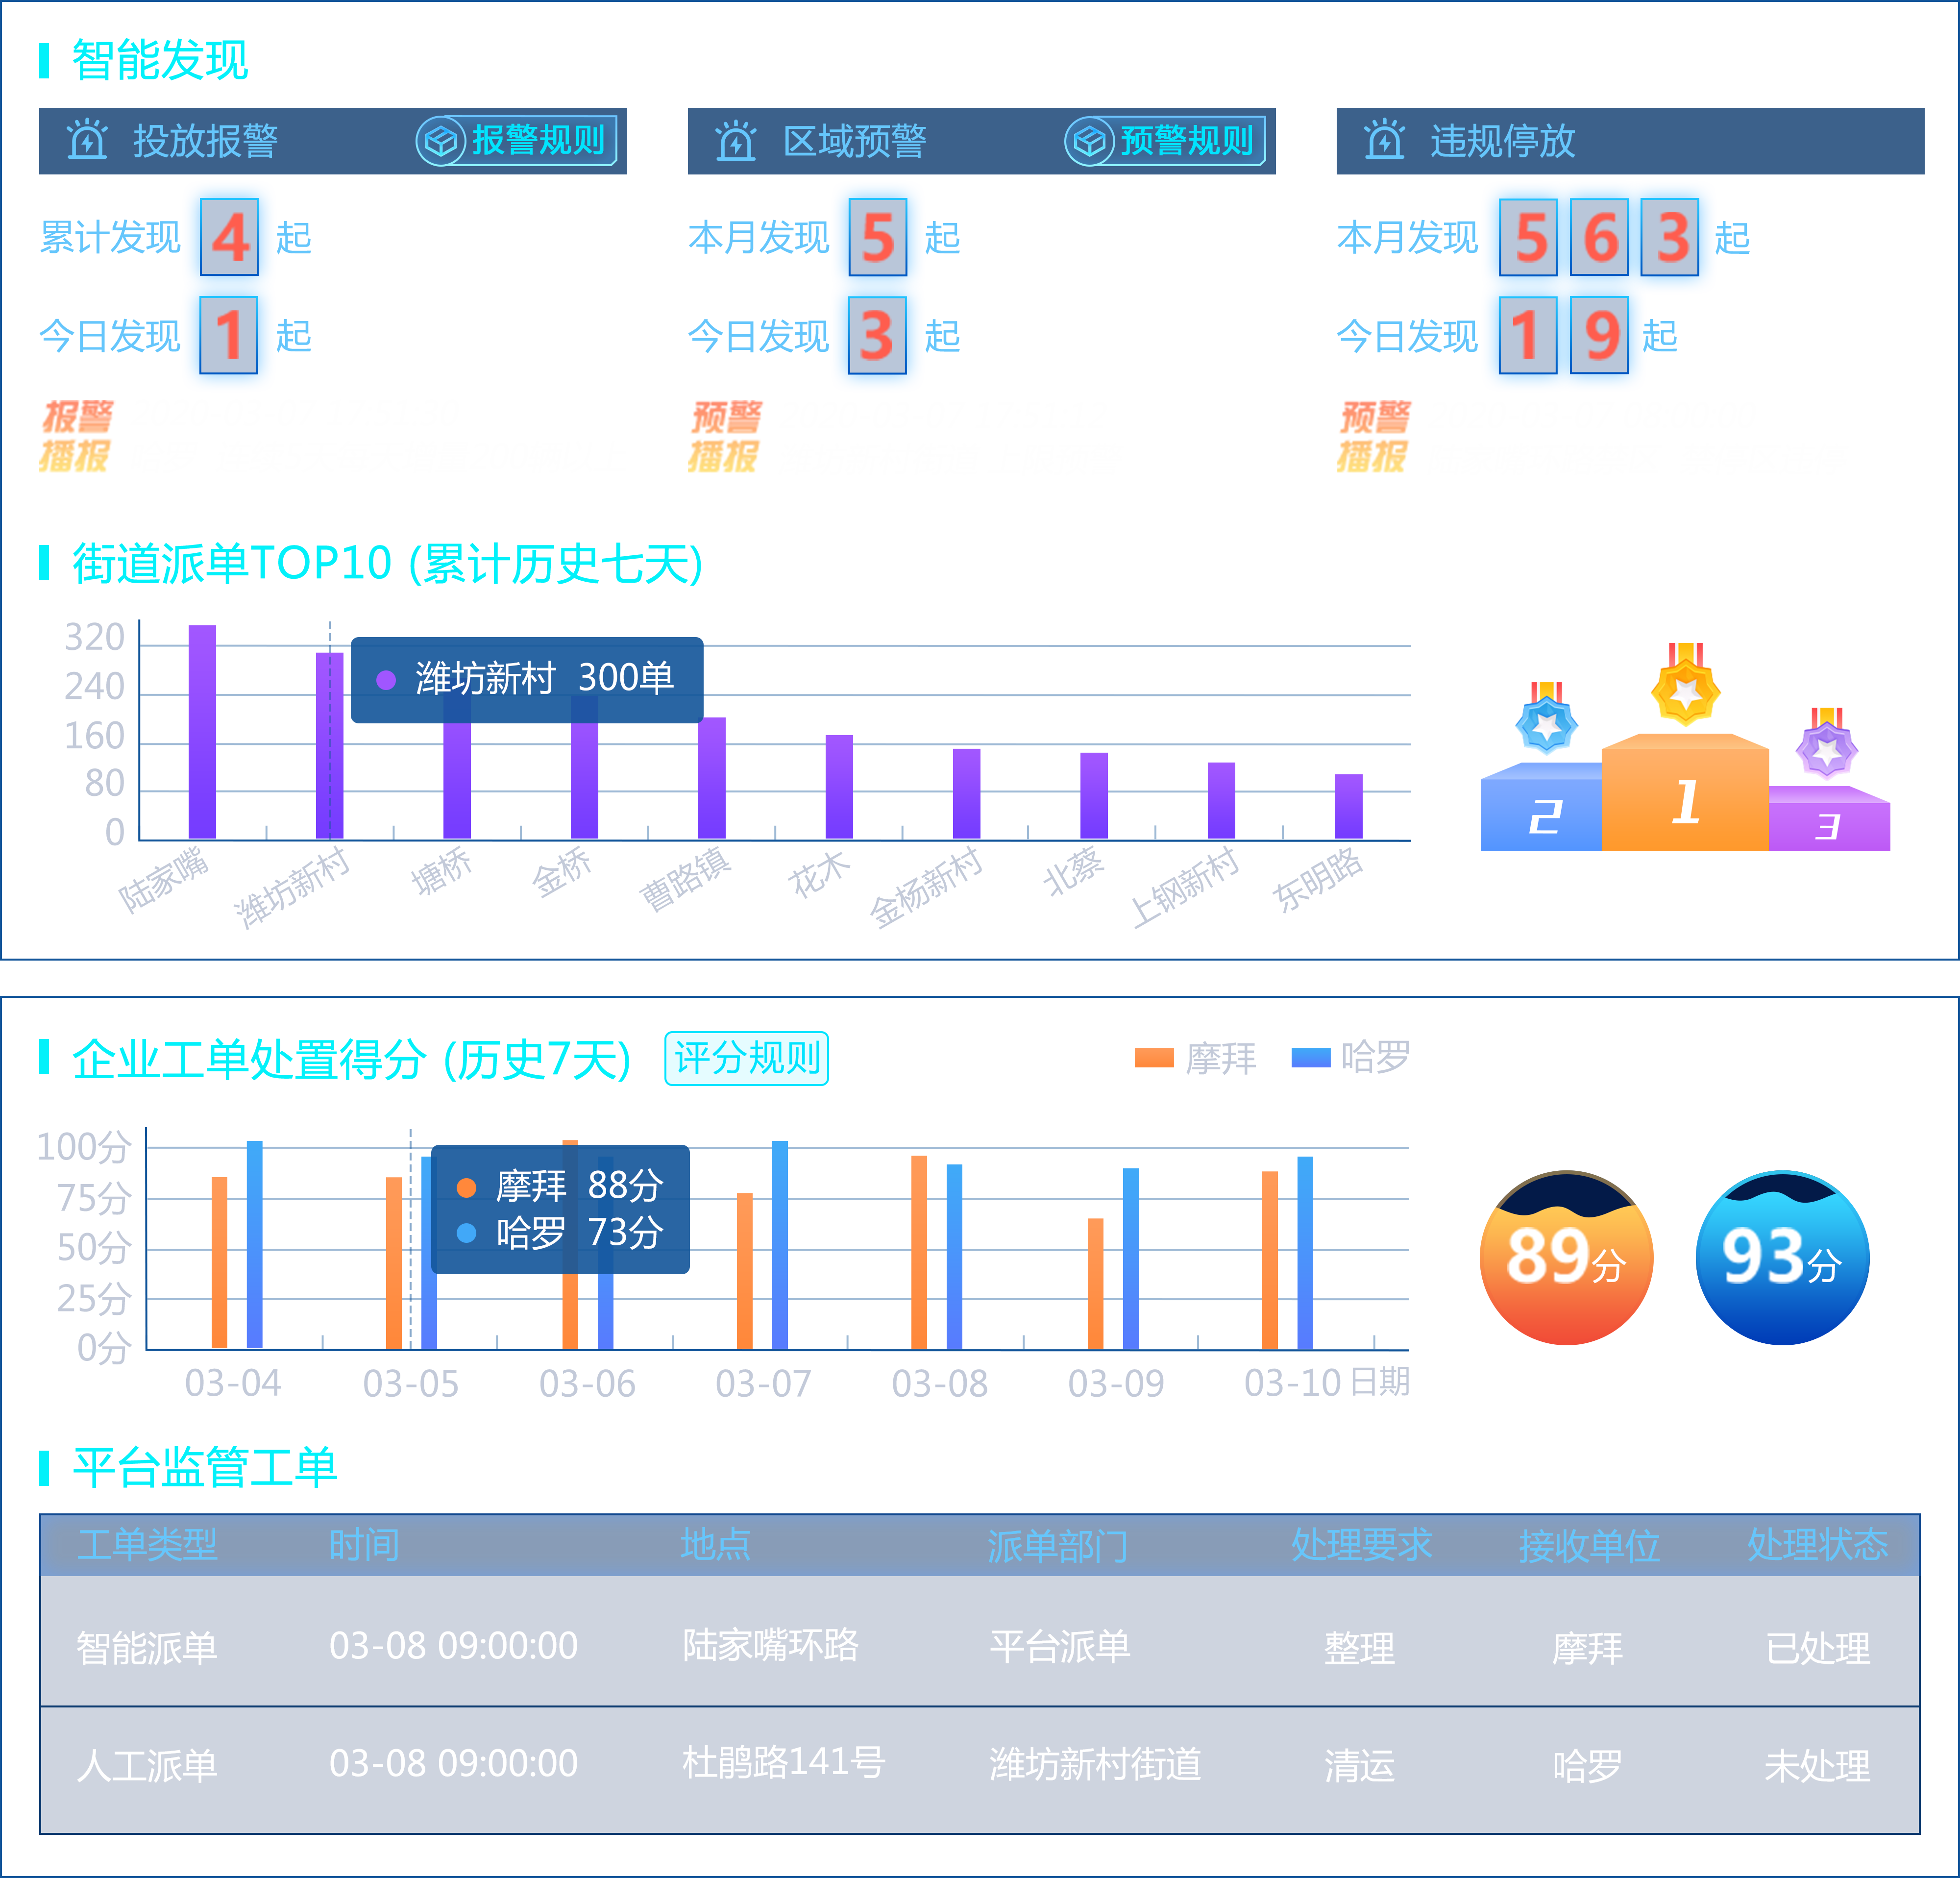 智能发现
投放报警 报警规则
区域预警 预警规则
违规停放
累计发现 4 起
本月发现 5 起
本月发现 563 起
今日发现 1 起
今日发现 3 起
今日发现 19 起
报警
播报
预警
播报
预警
播报
街道派单TOP10 (累计历史七天)
320
240
160
80
0
潍坊新村 300单
陆家嘴
潍坊新村
塘桥
金桥
曹路镇
花木
金杨新村
北蔡
上钢新村
东明路
2
1
3
企业工单处置得分 (历史7天) 评分规则
摩拜 哈罗
100分
75分
50分
25分
0分
摩拜 88分
哈罗 73分
03-04 03-05 03-06 03-07 03-08 03-09 03-10 日期
89分
93分
平台监管工单
工单类型 时间 地点 派单部门 处理要求 接收单位 处理状态
智能派单 03-08 09:00:00 陆家嘴环路 平台派单 整理 摩拜 已处理
人工派单 03-08 09:00:00 杜鹃路141号 潍坊新村街道 清运 哈罗 未处理